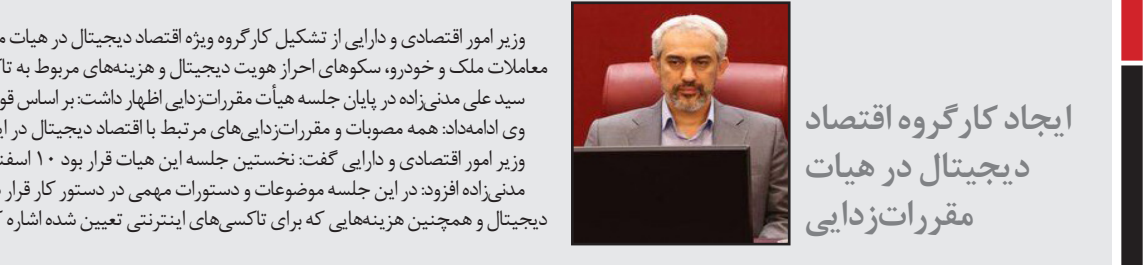 ایجاد کارگروه اقتصاد
دیجیتال در هیات
مقررات‌زدایی
وزیر امور اقتصادی و دارایی از تشکیل کارگروه ویژه اقتصاد دیجیتال در هیات
معاملات ملک و خودرو، سکوهای احراز هویت دیجیتال و هزینه‌های مربوط به
سید علی مدنی‌زاده در پایان جلسه هیأت مقررات‌زدایی اظهار داشت: بر اساس
وی ادامه‌داد: همه مصوبات و مقررات‌زدایی‌های مرتبط با اقتصاد دیجیتال در
وزیر امور اقتصادی و دارایی گفت: نخستین جلسه این هیات قرار بود ۱۰
مدنی‌زاده افزود: در این جلسه موضوعات و دستورات مهمی در دستور کار قرار
دیجیتال و همچنین هزینه‌هایی که برای تاکسی‌های اینترنتی تعیین شده اشاره